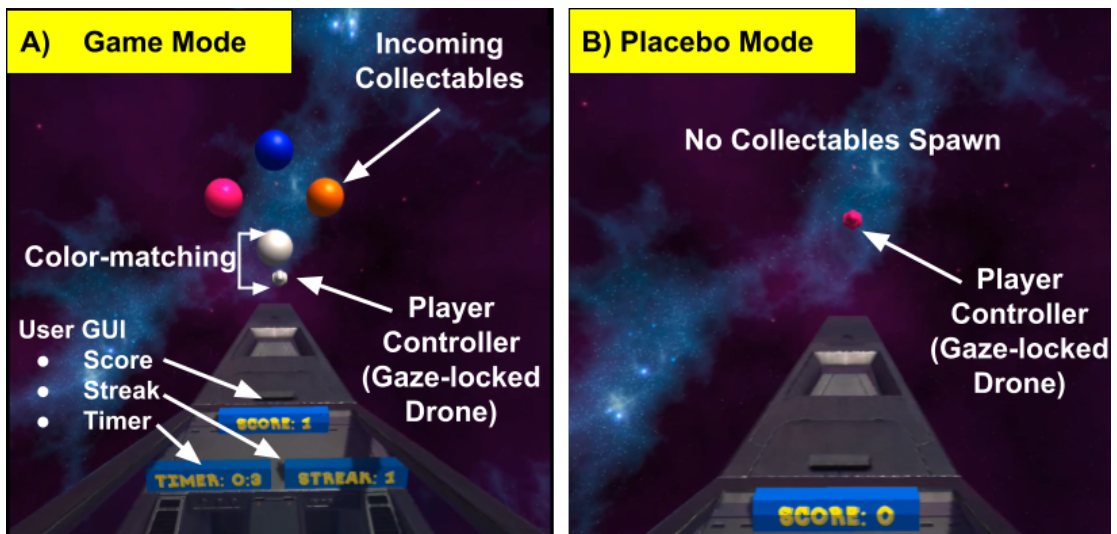 A) Game Mode
Incoming
Collectables
Color-matching
Player
Controller
(Gaze-locked
Drone)
User GUI
● Score
● Streak
● Timer
SCORE: 1
TIMER: 0:3
STREAK: 1
B) Placebo Mode
No Collectables Spawn
Player
Controller
(Gaze-locked
Drone)
SCORE: 0